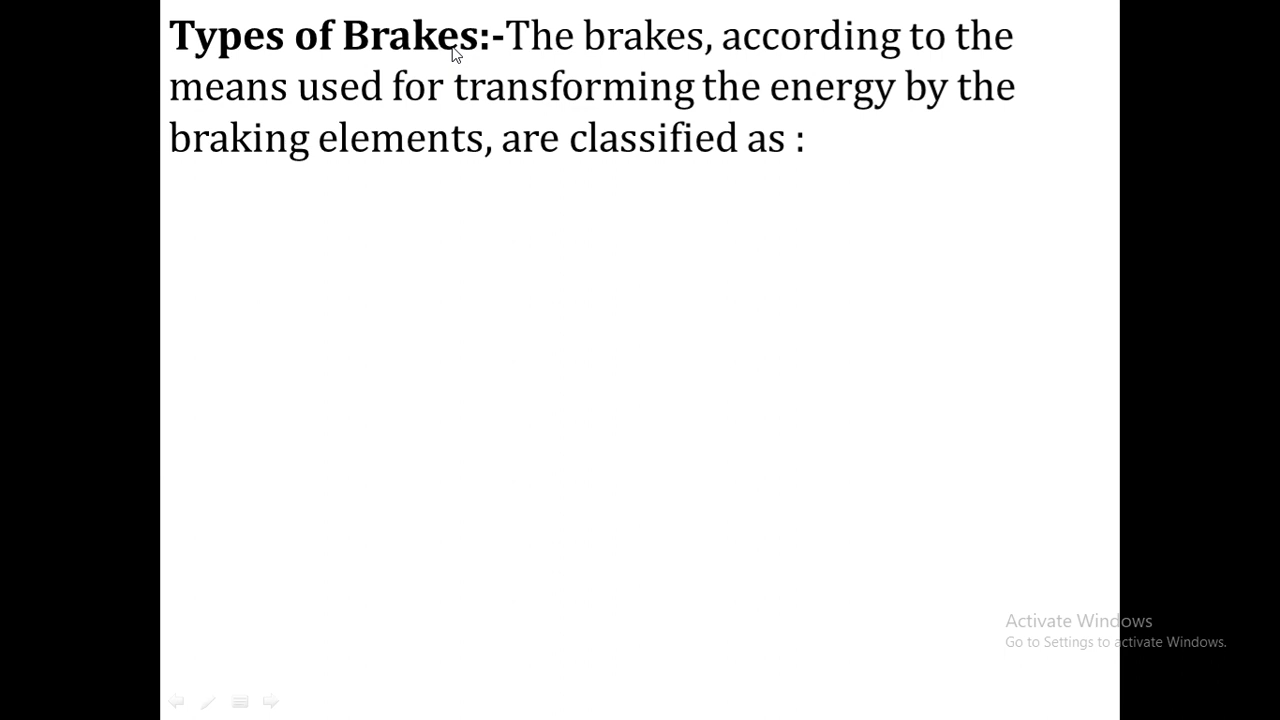 Types of Brakes:-The brakes, according to the
means used for transforming the energy by the
braking elements, are classified as :
Activate Windows
Go to Settings to activate Windows.